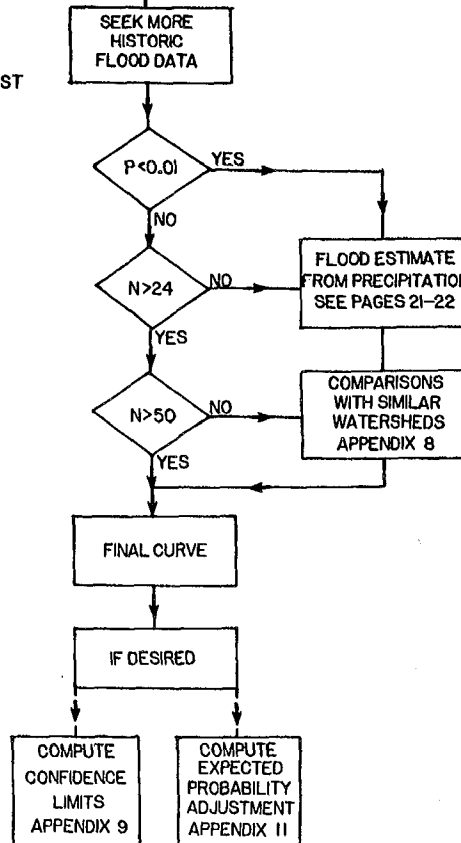 SEEK MORE
HISTORIC
FLOOD DATA
ST
P<0.01
YES
NO
N>24
NO
FLOOD ESTIMATE
FROM PRECIPITATION
SEE PAGES 21-22
YES
N>50
NO
COMPARISONS
WITH SIMILAR
WATERSHEDS
APPENDIX 8
YES
FINAL CURVE
IF DESIRED
COMPUTE
CONFIDENCE
LIMITS
APPENDIX 9
COMPUTE
EXPECTED
PROBABILITY
ADJUSTMENT
APPENDIX 11